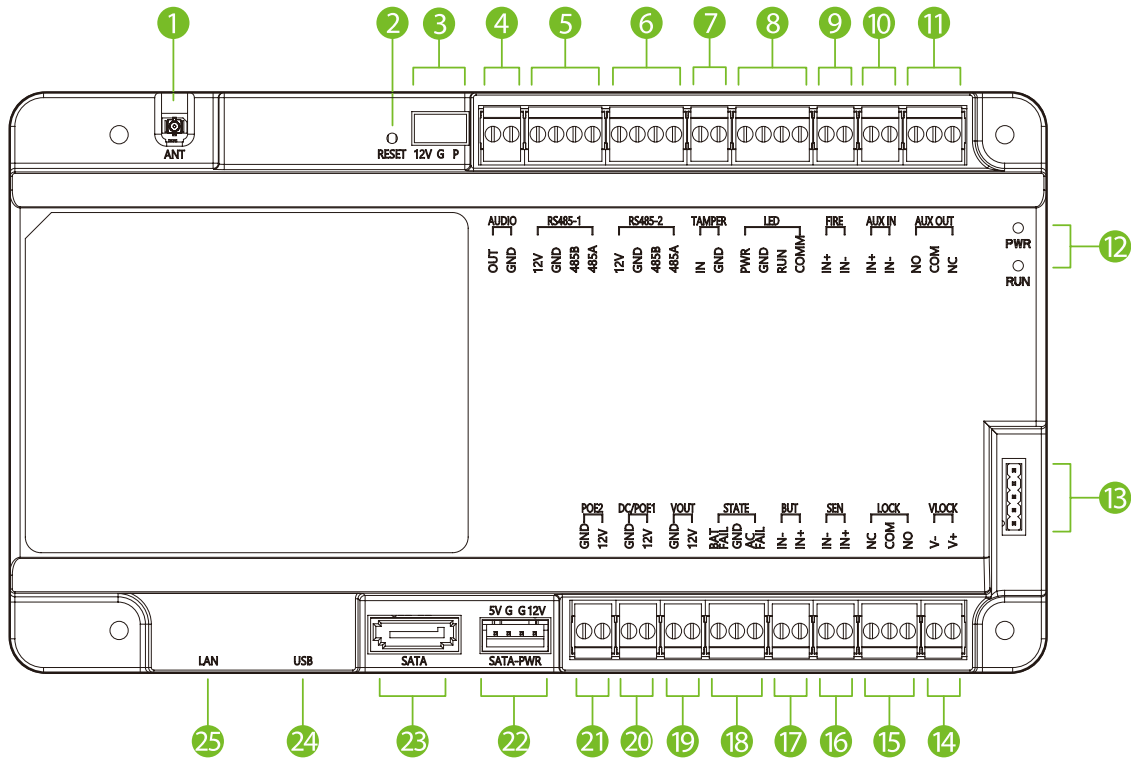 1 2 3 4 5 6 7 8 9 10 11
ANT RESET 12V G P
AUDIO RS485-1 RS485-2 TAMPER LED FIRE AUX IN AUX OUT
OUT GND 12V GND 485B 485A 12V GND 485B 485A IN GND PWR GND RUN COMM IN+ IN- IN+ IN- NO COM NC
PWR
12
RUN
13
POE2 DC/POE1 VOUT STATE BUT SEN LOCK VLOCK
GND 12V GND 12V GND 12V BAT FAIL GND AC FAIL IN- IN+ IN- IN+ NC COM NO V- V+
5V G G 12V
LAN USB SATA SATA-PWR
25 24 23 22 21 20 19 18 17 16 15 14